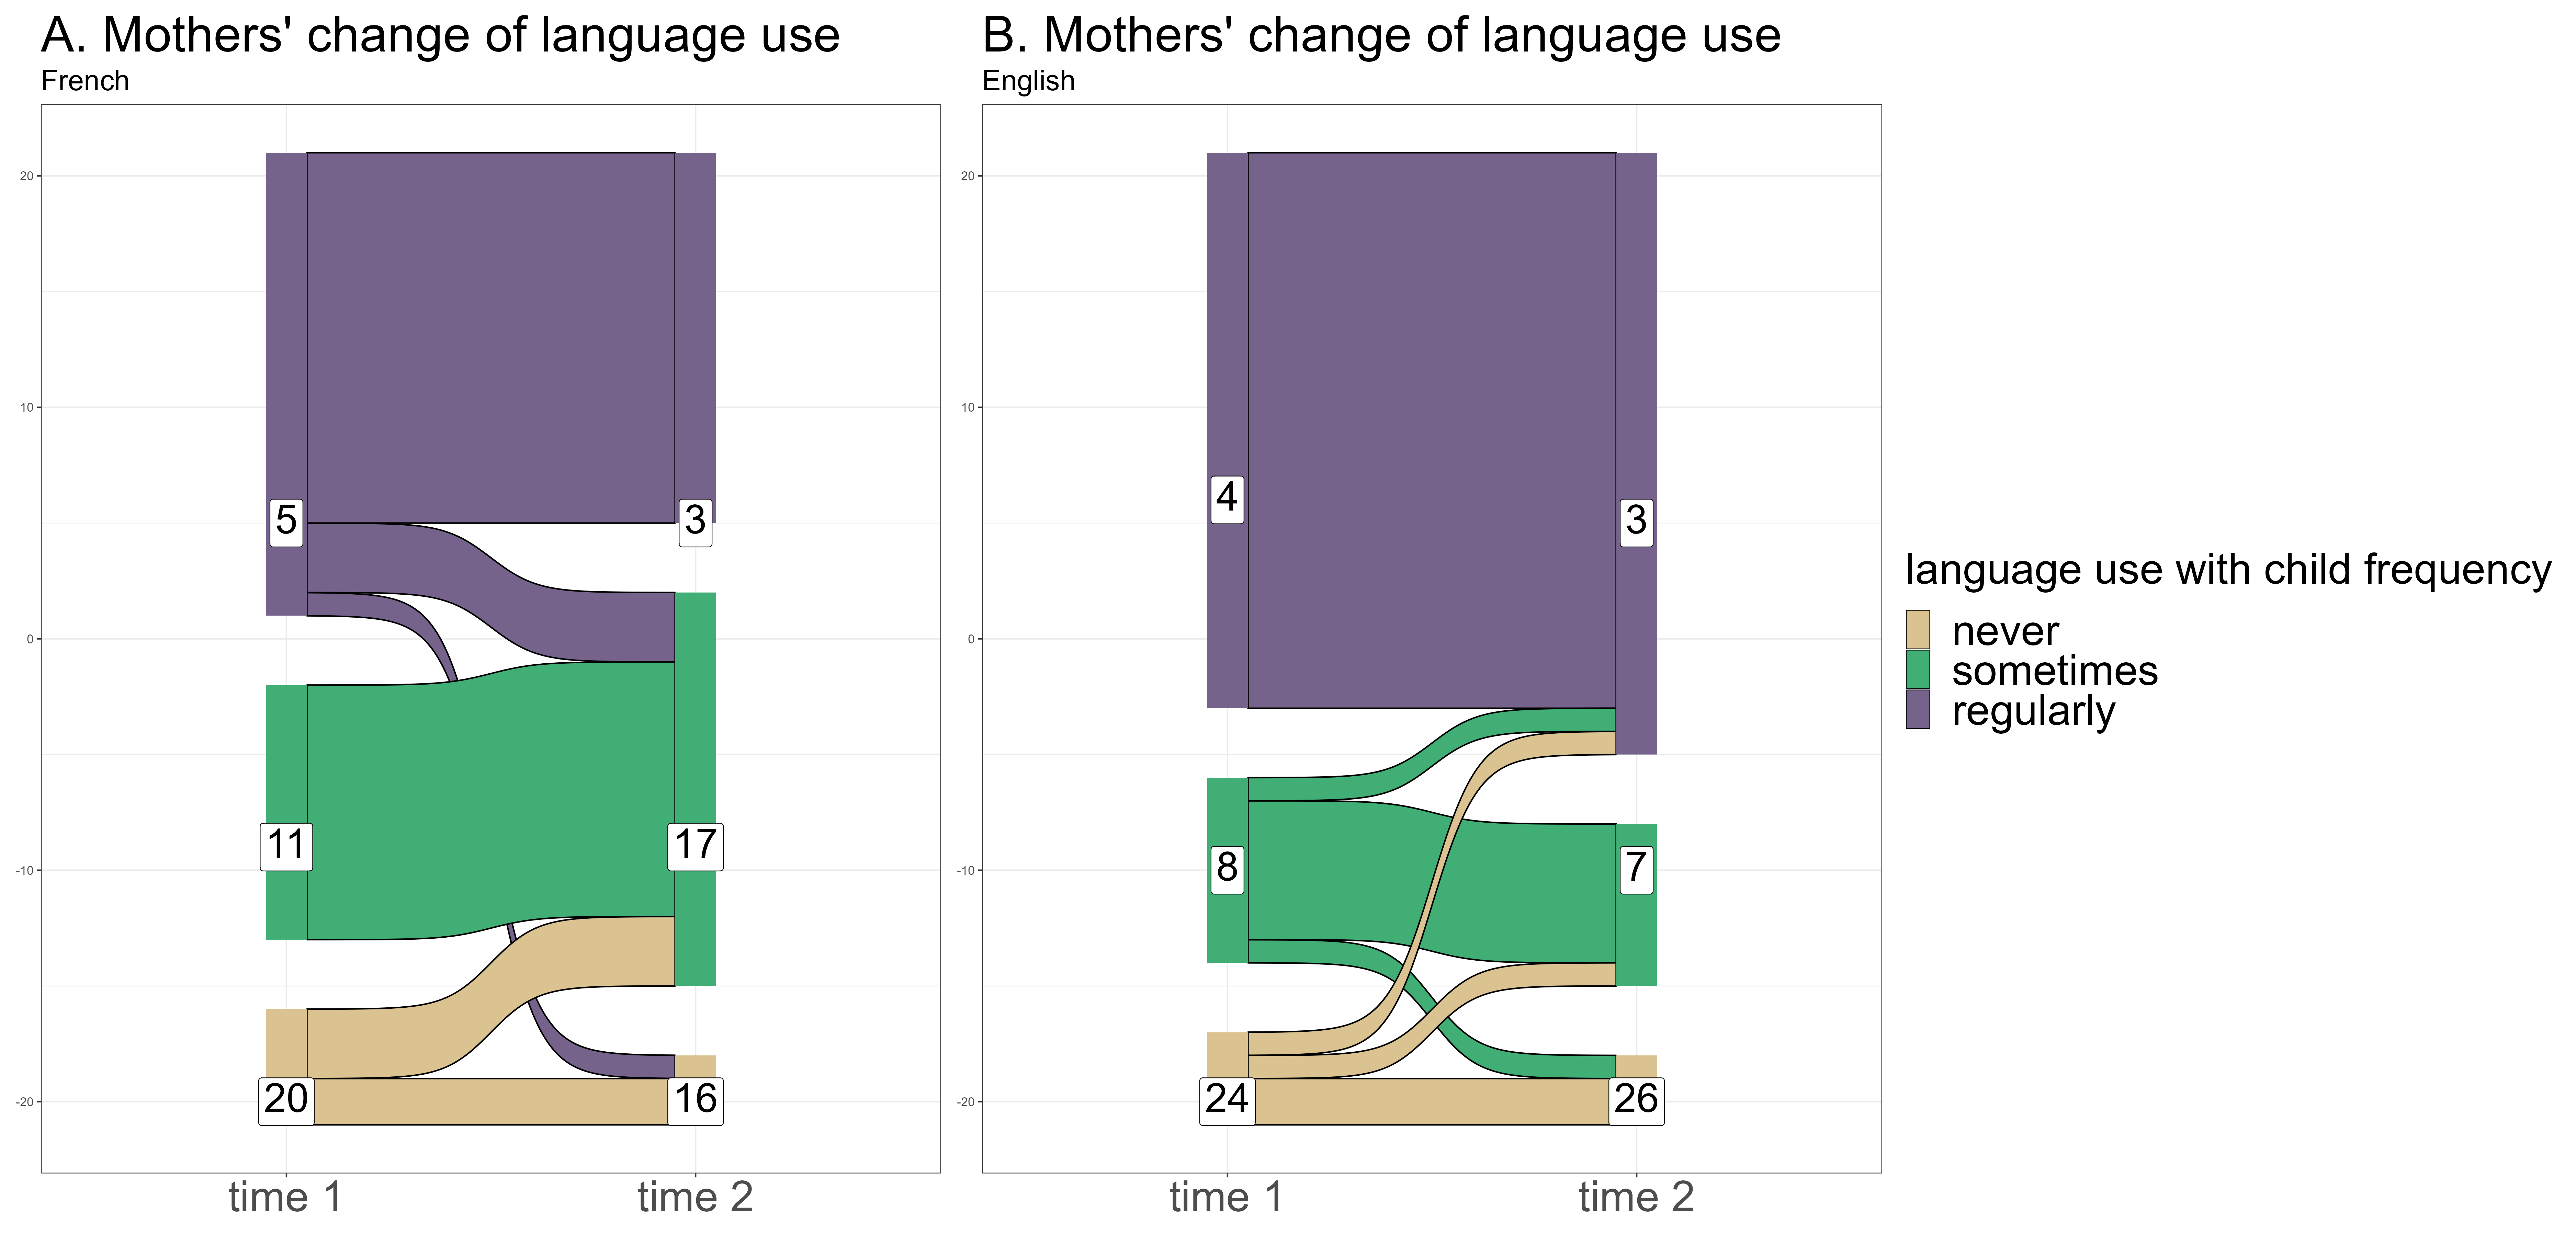 A. Mothers' change of language use
French
20
10
0
-10
-20
5
3
11
17
20
16
time 1
time 2
B. Mothers' change of language use
English
20
10
0
-10
-20
4
3
8
7
24
26
time 1
time 2
language use with child frequency
never
sometimes
regularly